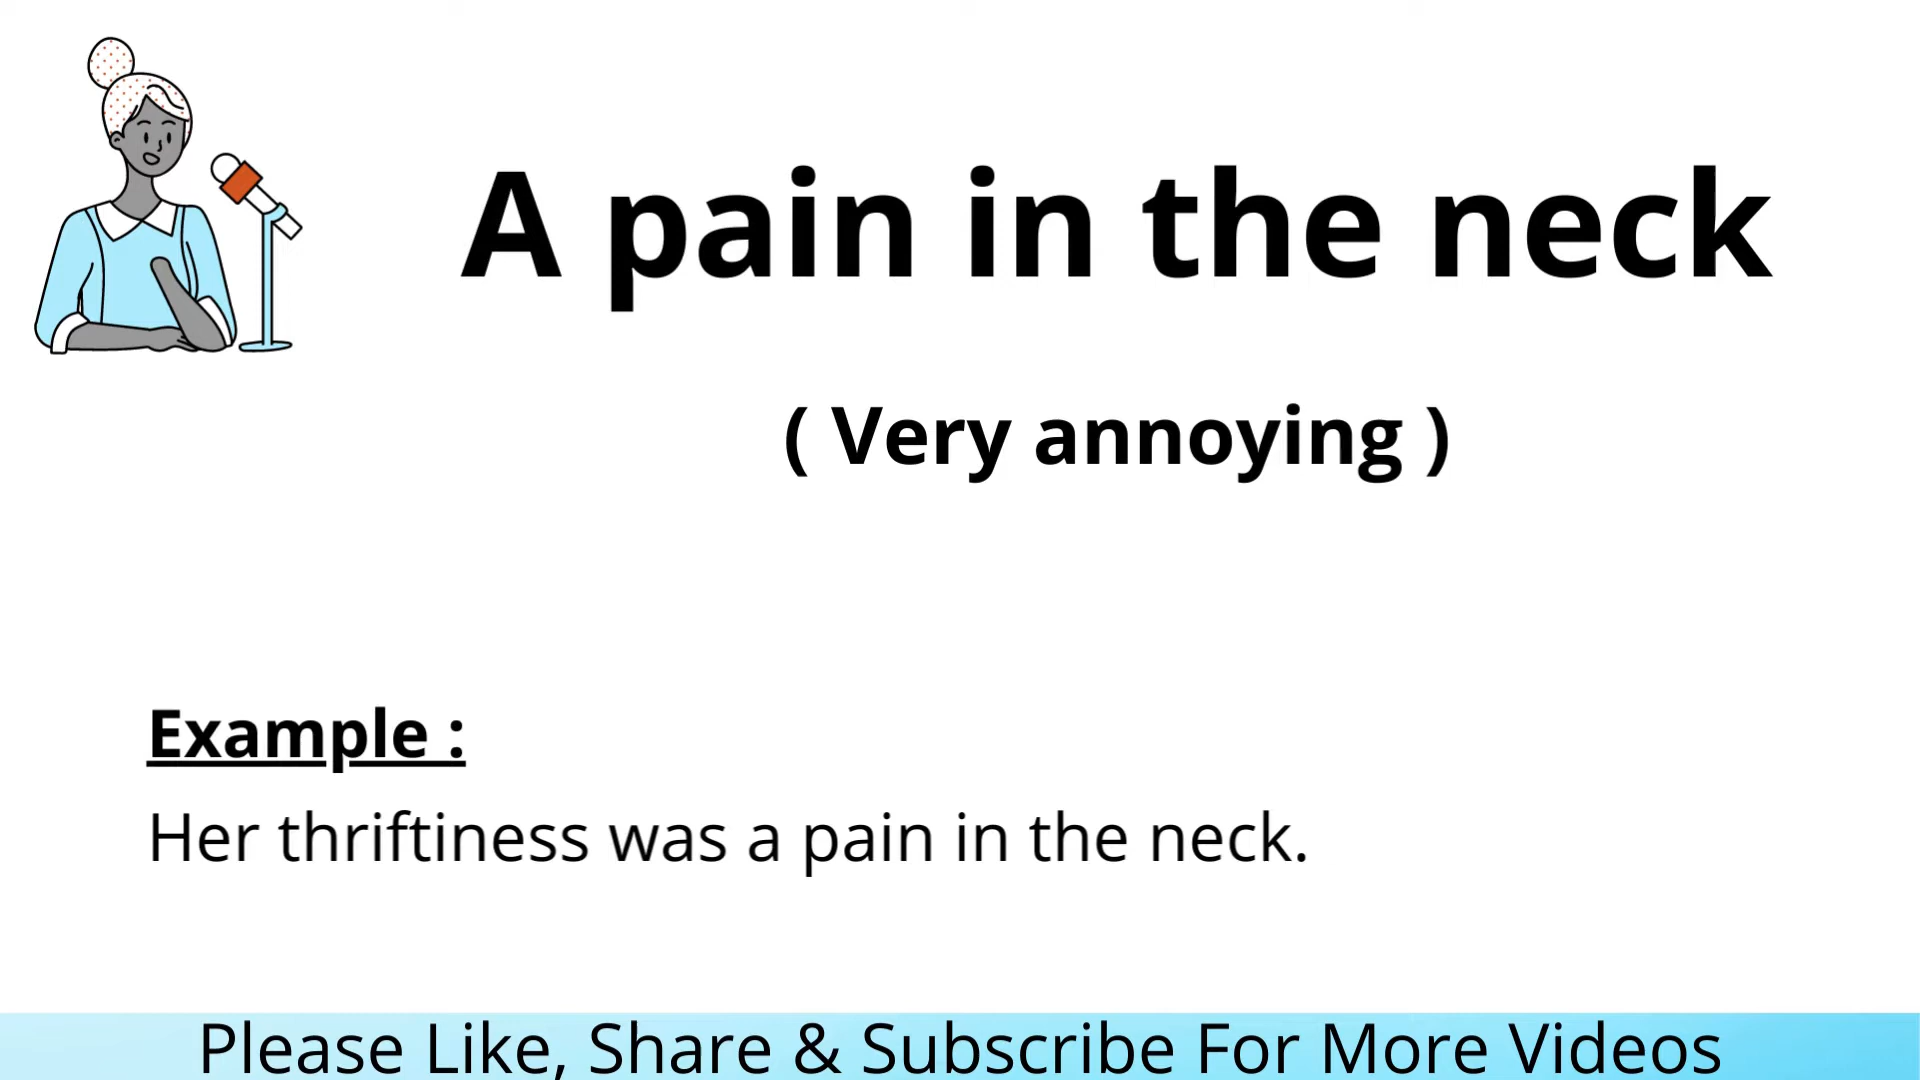 A pain in the neck
( Very annoying )
Example :
Her thriftiness was a pain in the neck.
Please Like, Share & Subscribe For More Videos